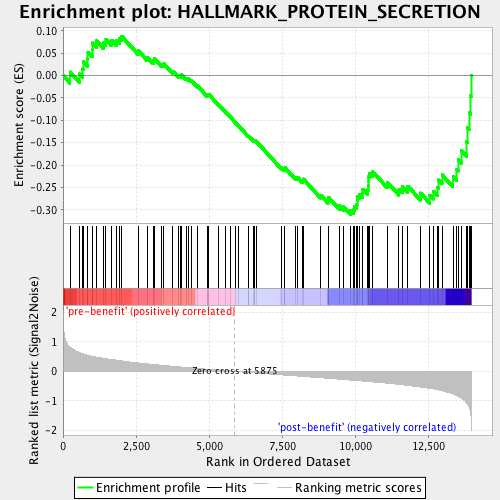 Enrichment plot: HALLMARK_PROTEIN_SECRETION
Enrichment score (ES)
0.10
0.05
0.00
-0.05
-0.10
-0.15
-0.20
-0.25
-0.30
'pre-benefit' (positively correlated)
Ranked list metric (Signal2Noise)
2
1
0
-1
-2
Zero cross at 5875
'post-benefit' (negatively correlated)
0
2,500
5,000
7,500
10,000
12,500
Rank in Ordered Dataset
Enrichment profile
Hits
Ranking metric scores